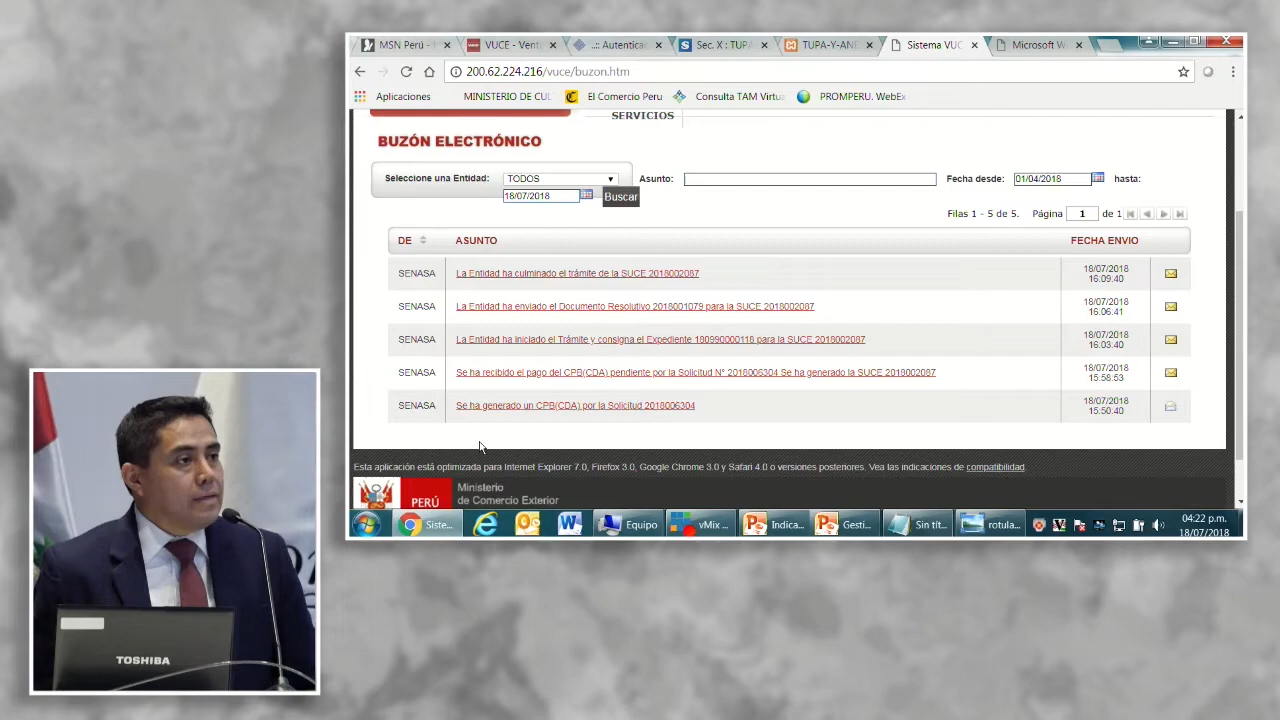 MSN Perú -
VUCE - Venti
..:: Autentica
Sec. X : TUPA
TUPA-Y-ANE
Sistema VUC
Microsoft W
200.62.224.216/vuce/buzon.htm
Aplicaciones
MINISTERIO DE CUL
El Comercio Peru
Consulta TAM Virtua
PROMPERU. WebEx
SERVICIOS
BUZÓN ELECTRÓNICO
Seleccione una Entidad: TODOS Asunto: Fecha desde: 01/04/2018 hasta:
18/07/2018 Buscar
Filas 1 - 5 de 5. Página 1 de 1
DE ASUNTO FECHA ENVIO
SENASA La Entidad ha culminado el trámite de la SUCE 2018002087 18/07/2018
16:09:40
SENASA La Entidad ha enviado el Documento Resolutivo 2018001079 para la SUCE 2018002087 18/07/2018
16:06:41
SENASA La Entidad ha iniciado el Trámite y consigna el Expediente 180990000118 para la SUCE 2018002087 18/07/2018
16:03:40
SENASA Se ha recibido el pago del CPB(CDA) pendiente por la Solicitud N° 2018006304 Se ha generado la SUCE 2018002087 18/07/2018
15:58:53
SENASA Se ha generado un CPB(CDA) por la Solicitud 2018006304 18/07/2018
15:50:40
Esta aplicación está optimizada para Internet Explorer 7.0, Firefox 3.0, Google Chrome 3.0 y Safari 4.0 o versiones posteriores. Vea las indicaciones de compatibilidad.
PERÚ
Ministerio
de Comercio Exterior
Siste...
Equipo
vMix ...
Indica...
Gesti...
Sin tít...
rotula...
04:22 p.m.
18/07/2018
TOSHIBA